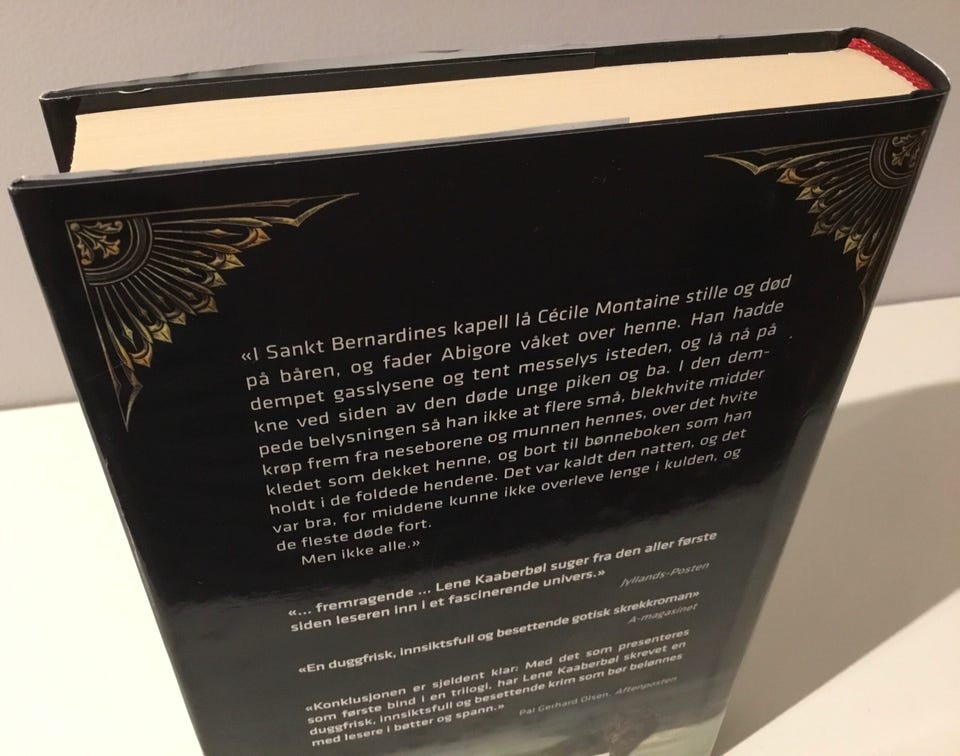 «I Sankt Bernardines kapell lå Cécile Montaine stille og død
på båren, og fader Abigore våket over henne. Han hadde
dempet gasslysene og tent messelys isteden, og lå nå på
kne ved siden av den døde unge piken og ba. I den dem-
pede belysningen så han ikke at flere små, blekhvite midder
krøp frem fra neseborene og munnen hennes, over det hvite
kledet som dekket henne, og bort til bønneboken som han
holdt i de foldede hendene. Det var kaldt den natten, og det
var bra, for middene kunne ikke overleve lenge i kulden, og
de fleste døde fort.
Men ikke alle.»
«... fremragende ... Lene Kaaberbøl suger fra den aller første
siden leseren inn i et fascinerende univers.»
Jyllands-Posten
«En duggfrisk, innsiktsfull og besettende gotisk skrekkroman»
A-magasinet
«Konklusjonen er sjeldent klar: Med det som presenteres
som første bind i en trilogi, har Lene Kaaberbøl skrevet en
duggfrisk, innsiktsfull og besettende krim som bør belønnes
med lesere i bøtter og spann.»
Pål Gerhard Olsen, Aftenposten